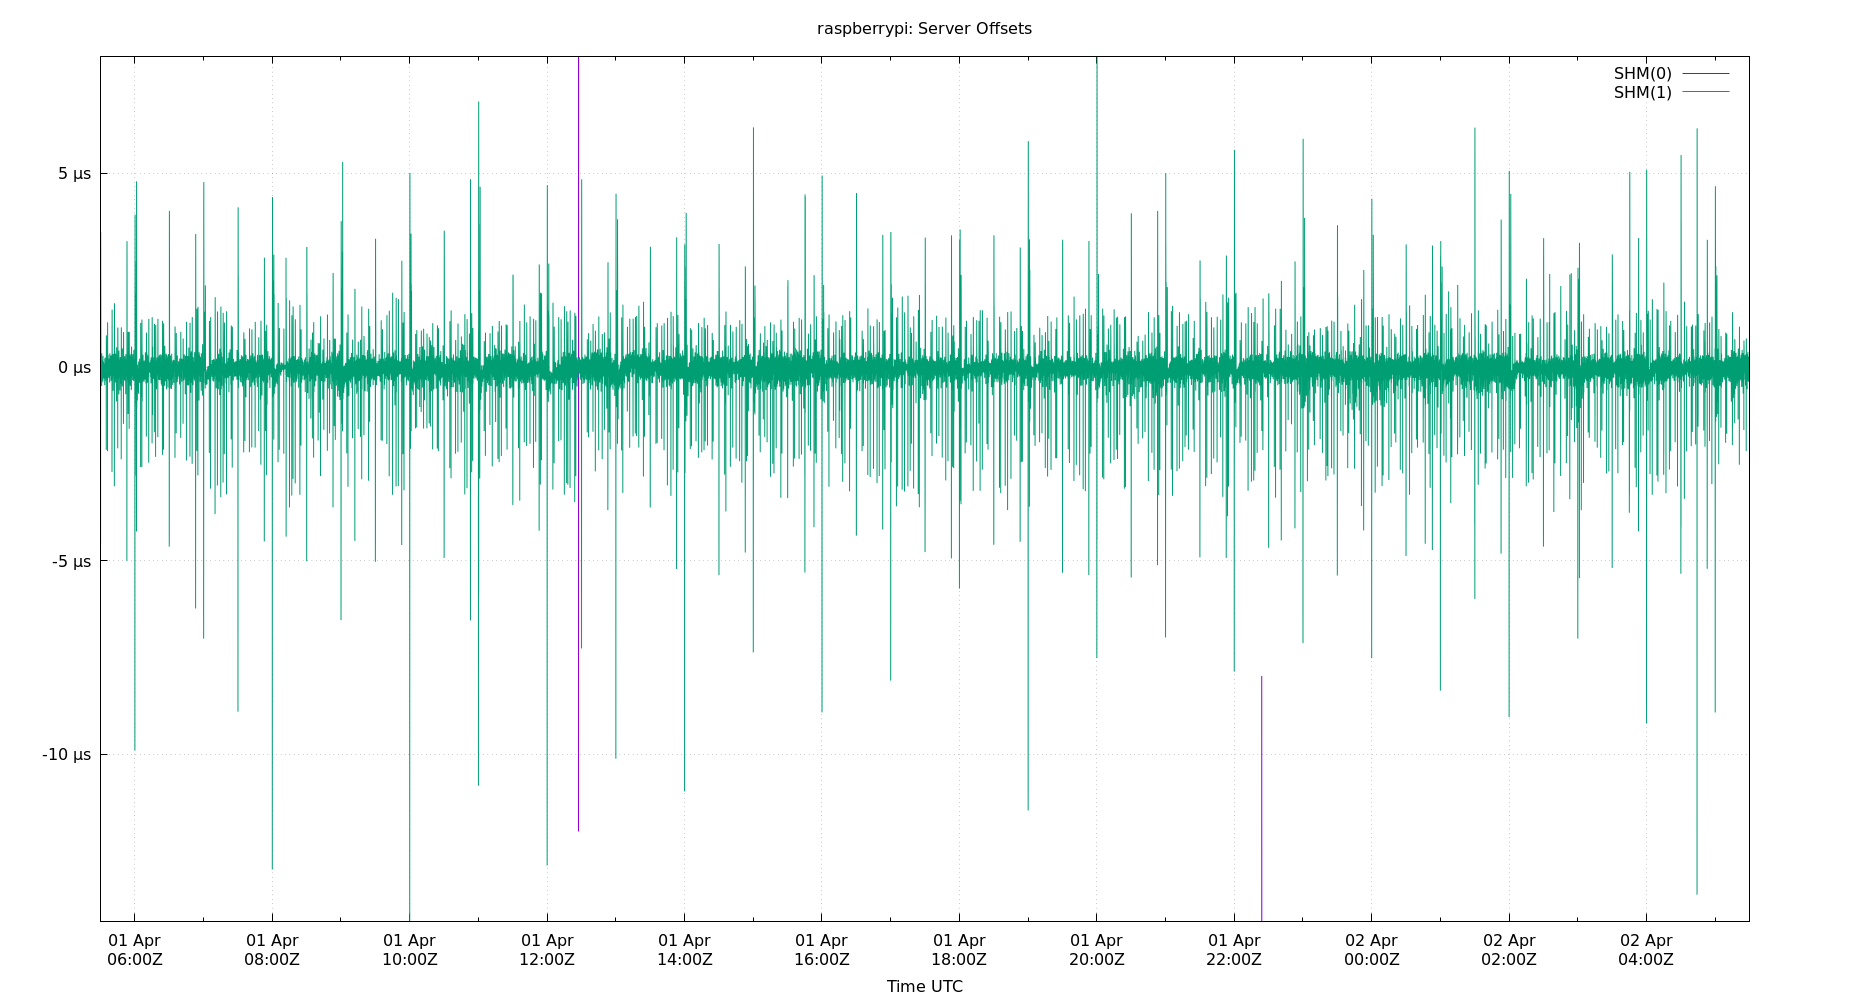 raspberrypi: Server Offsets
SHM(0)
SHM(1)
5 µs
0 µs
-5 µs
-10 µs
01 Apr 01 Apr 01 Apr 01 Apr 01 Apr 01 Apr 01 Apr 01 Apr 01 Apr 02 Apr 02 Apr 02 Apr
06:00Z 08:00Z 10:00Z 12:00Z 14:00Z 16:00Z 18:00Z 20:00Z 22:00Z 00:00Z 02:00Z 04:00Z
Time UTC